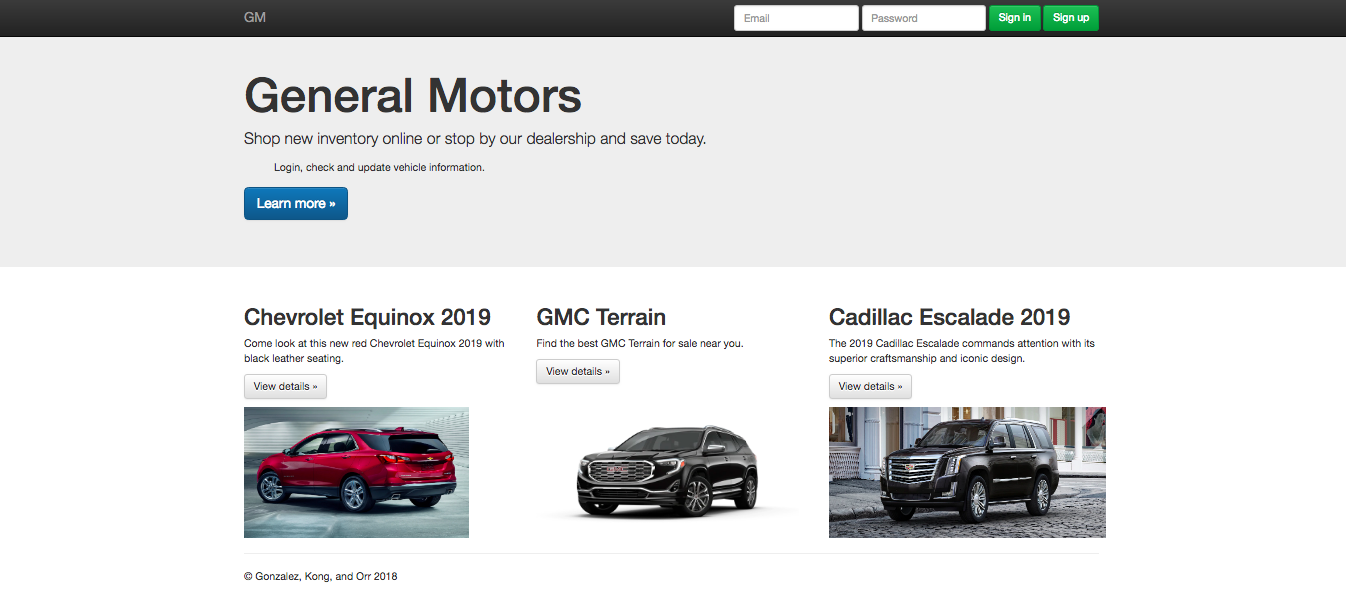 GM
Email
Password
Sign in
Sign up
General Motors
Shop new inventory online or stop by our dealership and save today.
Login, check and update vehicle information.
Learn more »
Chevrolet Equinox 2019
Come look at this new red Chevrolet Equinox 2019 with
black leather seating.
View details »
GMC Terrain
Find the best GMC Terrain for sale near you.
View details »
Cadillac Escalade 2019
The 2019 Cadillac Escalade commands attention with its
superior craftsmanship and iconic design.
View details »
GMC
© Gonzalez, Kong, and Orr 2018